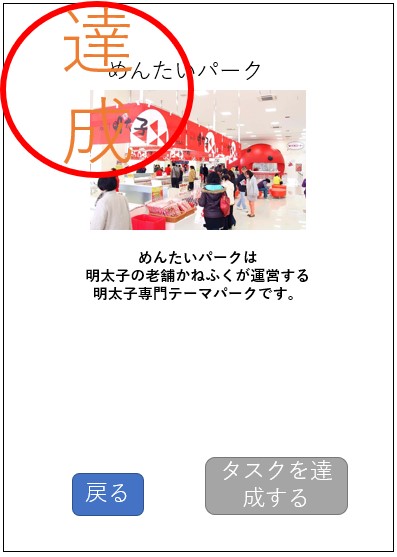 達
成
めんたいパーク
めんたいパークは
明太子の老舗かねふくが運営する
明太子専門テーマパークです。
戻る
タスクを達
成する